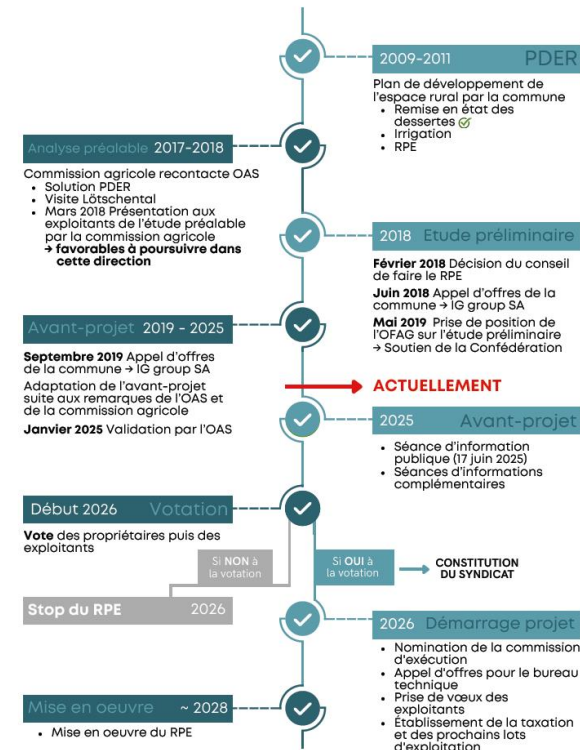 2009-2011 PDER
Plan de développement de
l'espace rural par la commune
• Remise en état des
dessertes
• Irrigation
• RPE
Analyse préalable 2017-2018
Commission agricole recontacte OAS
• Solution PDER
• Visite Lötschental
• Mars 2018 Présentation aux
exploitants de l'étude préalable
par la commission agricole
→ favorables à poursuivre dans
cette direction
2018 Etude préliminaire
Février 2018 Décision du conseil
de faire le RPE
Juin 2018 Appel d'offres de la
commune → IG group SA
Mai 2019 Prise de position de
l'OFAG sur l'étude préliminaire
→ Soutien de la Confédération
Avant-projet 2019 - 2025
Septembre 2019 Appel d'offres
de la commune → IG group SA
Adaptation de l'avant-projet
suite aux remarques de l'OAS et
de la commission agricole
Janvier 2025 Validation par l'OAS
ACTUELLEMENT
2025 Avant-projet
• Séance d'information
publique (17 juin 2025)
• Séances d'informations
complémentaires
Début 2026 Votation
Vote des propriétaires puis des
exploitants
Si NON à
la votation
Si OUI à
la votation
CONSTITUTION
DU SYNDICAT
Stop du RPE 2026
2026 Démarrage projet
• Nomination de la commission
d'exécution
• Appel d'offres pour le bureau
technique
• Prise de vœux des
exploitants
• Établissement de la taxation
et des prochains lots
d'exploitation
Mise en oeuvre ~ 2028
• Mise en oeuvre du RPE